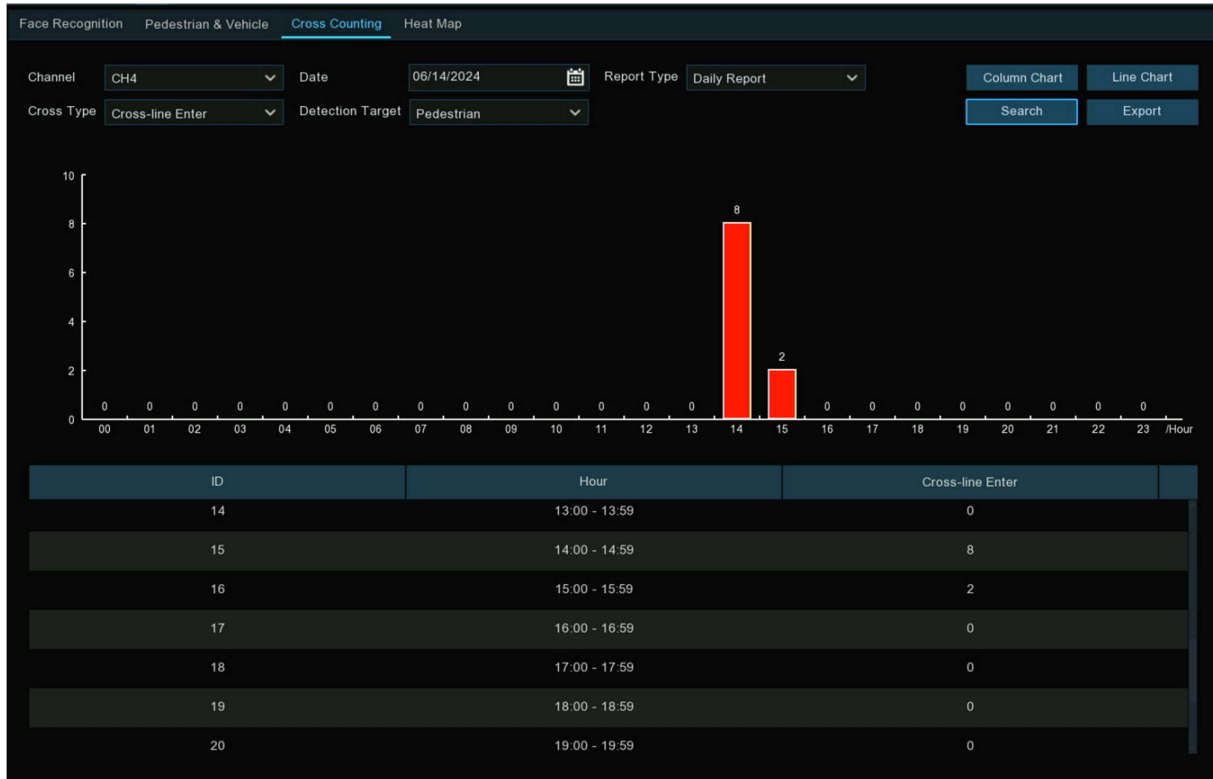 Face Recognition Pedestrian & Vehicle Cross Counting Heat Map
Channel CH4 Date 06/14/2024 Report Type Daily Report Column Chart Line Chart
Cross Type Cross-line Enter Detection Target Pedestrian Search Export
10
8
8
6
4
2
2
0 0 0 0 0 0 0 0 0 0 0 0 0 0 0 0 0 0 0 0 0 0
0
00 01 02 03 04 05 06 07 08 09 10 11 12 13 14 15 16 17 18 19 20 21 22 23 /Hour
ID Hour Cross-line Enter
14 13:00 - 13:59 0
15 14:00 - 14:59 8
16 15:00 - 15:59 2
17 16:00 - 16:59 0
18 17:00 - 17:59 0
19 18:00 - 18:59 0
20 19:00 - 19:59 0